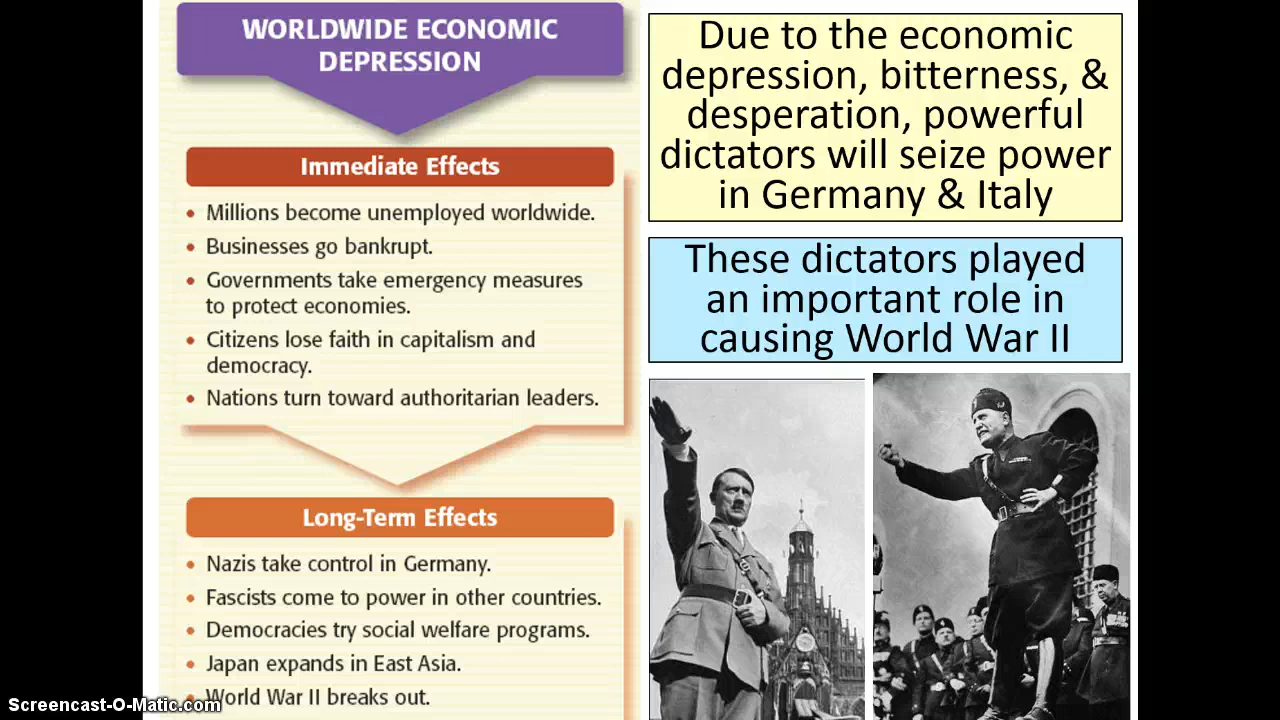 WORLDWIDE ECONOMIC
DEPRESSION
Immediate Effects
• Millions become unemployed worldwide.
• Businesses go bankrupt.
• Governments take emergency measures
to protect economies.
• Citizens lose faith in capitalism and
democracy.
• Nations turn toward authoritarian leaders.
Long-Term Effects
• Nazis take control in Germany.
• Fascists come to power in other countries.
• Democracies try social welfare programs.
• Japan expands in East Asia.
• World War II breaks out.
Due to the economic
depression, bitterness, &
desperation, powerful
dictators will seize power
in Germany & Italy
These dictators played
an important role in
causing World War II
Screencast-O-Matic.com